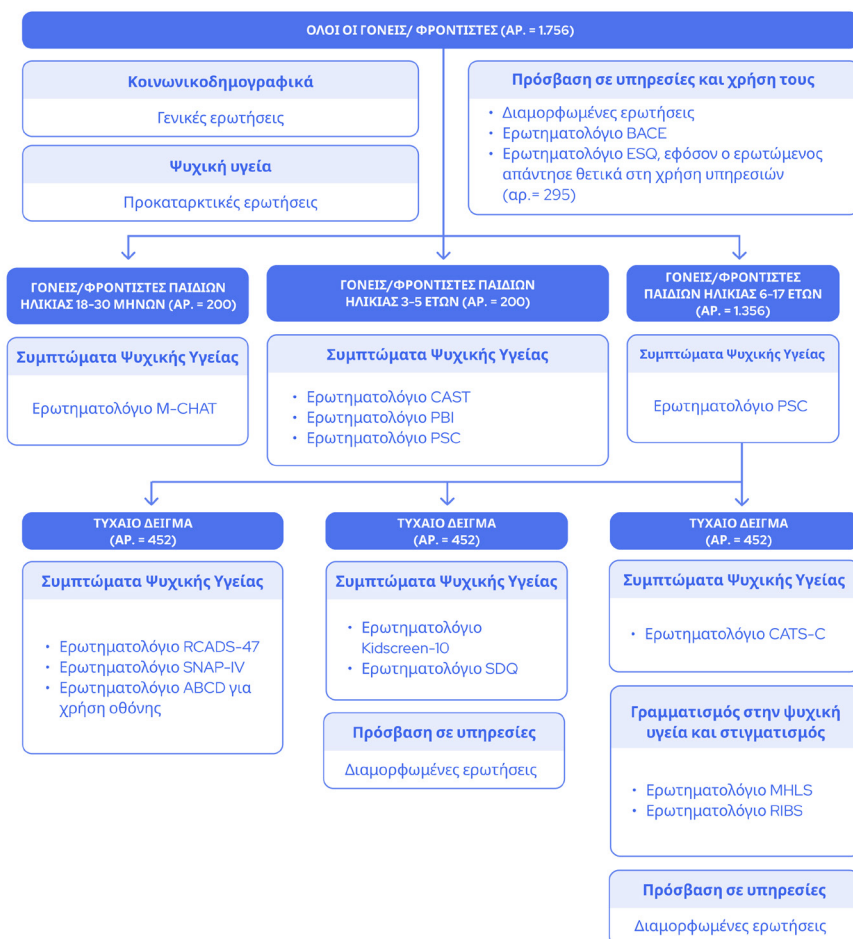 ΟΛΟΙ ΟΙ ΓΟΝΕΙΣ/ ΦΡΟΝΤΙΣΤΕΣ (ΑΡ. = 1.756)
Κοινωνικοδημογραφικά
Γενικές ερωτήσεις
Ψυχική υγεία
Προκαταρκτικές ερωτήσεις
Πρόσβαση σε υπηρεσίες και χρήση τους
• Διαμορφωμένες ερωτήσεις
• Ερωτηματολόγιο BACE
• Ερωτηματολόγιο ESQ, εφόσον ο ερωτώμενος
απάντησε θετικά στη χρήση υπηρεσιών
(αρ.= 295)
ΓΟΝΕΙΣ/ΦΡΟΝΤΙΣΤΕΣ ΠΑΙΔΙΩΝ
ΗΛΙΚΙΑΣ 18-30 ΜΗΝΩΝ (ΑΡ. = 200)
Συμπτώματα Ψυχικής Υγείας
Ερωτηματολόγιο M-CHAT
ΓΟΝΕΙΣ/ΦΡΟΝΤΙΣΤΕΣ ΠΑΙΔΙΩΝ
ΗΛΙΚΙΑΣ 3-5 ΕΤΩΝ (ΑΡ. = 200)
Συμπτώματα Ψυχικής Υγείας
• Ερωτηματολόγιο CAST
• Ερωτηματολόγιο PBI
• Ερωτηματολόγιο PSC
ΓΟΝΕΙΣ/ΦΡΟΝΤΙΣΤΕΣ
ΠΑΙΔΙΩΝ ΗΛΙΚΙΑΣ 6-17 ΕΤΩΝ
(ΑΡ. = 1.356)
Συμπτώματα Ψυχικής Υγείας
Ερωτηματολόγιο PSC
ΤΥΧΑΙΟ ΔΕΙΓΜΑ
(ΑΡ. = 452)
Συμπτώματα Ψυχικής Υγείας
• Ερωτηματολόγιο RCADS-47
• Ερωτηματολόγιο SNAP-IV
• Ερωτηματολόγιο ABCD για
χρήση οθόνης
ΤΥΧΑΙΟ ΔΕΙΓΜΑ
(ΑΡ. = 452)
Συμπτώματα Ψυχικής Υγείας
• Ερωτηματολόγιο
Kidscreen-10
• Ερωτηματολόγιο SDQ
Πρόσβαση σε υπηρεσίες
Διαμορφωμένες ερωτήσεις
ΤΥΧΑΙΟ ΔΕΙΓΜΑ
(ΑΡ. = 452)
Συμπτώματα Ψυχικής Υγείας
• Ερωτηματολόγιο CATS-C
Γραμματισμός στην ψυχική
υγεία και στιγματισμός
• Ερωτηματολόγιο MHLS
• Ερωτηματολόγιο RIBS
Πρόσβαση σε υπηρεσίες
Διαμορφωμένες ερωτήσεις